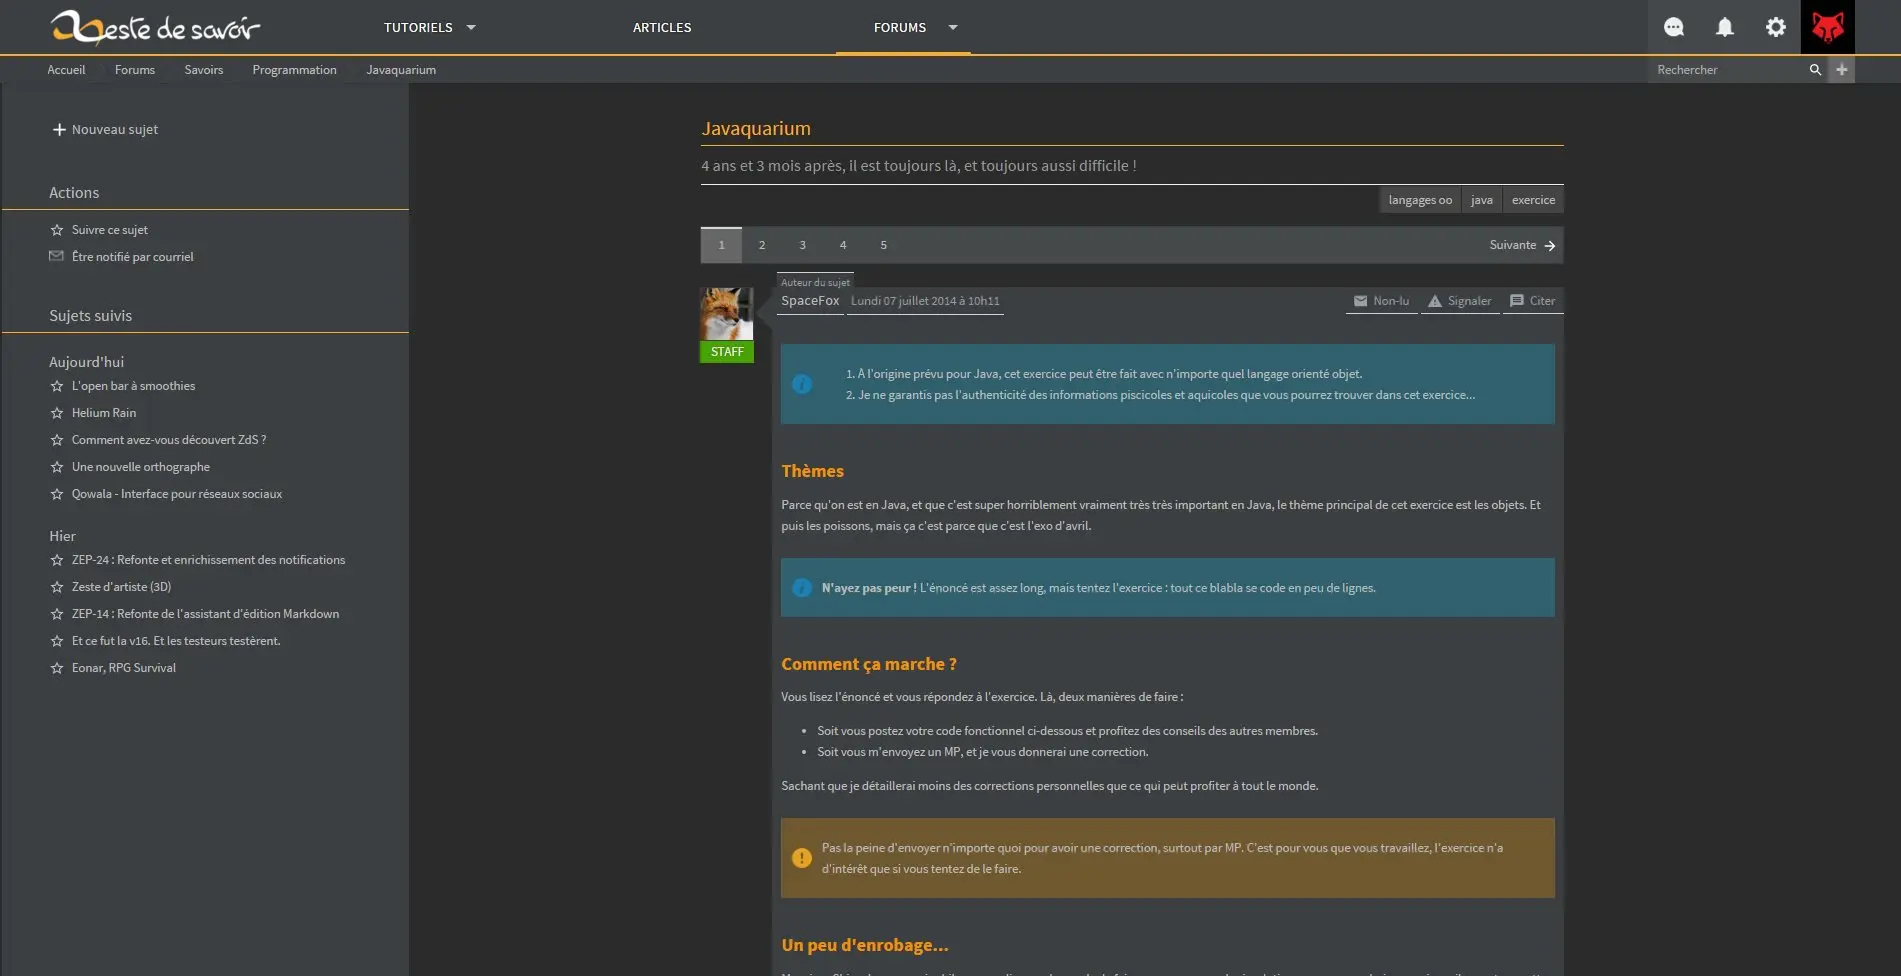 Zeste de savoir
TUTORIELS
ARTICLES
FORUMS
Accueil
Forums
Savoirs
Programmation
Javaquarium
Rechercher
Nouveau sujet
Actions
Suivre ce sujet
Être notifié par courriel
Sujets suivis
Aujourd'hui
L'open bar à smoothies
Helium Rain
Comment avez-vous découvert ZdS ?
Une nouvelle orthographe
Qowala - Interface pour réseaux sociaux
Hier
ZEP-24 : Refonte et enrichissement des notifications
Zeste d'artiste (3D)
ZEP-14 : Refonte de l'assistant d'édition Markdown
Et ce fut la v16. Et les testeurs testèrent.
Eonar, RPG Survival
Javaquarium
4 ans et 3 mois après, il est toujours là, et toujours aussi difficile !
langages oo
java
exercice
1 2 3 4 5
Suivante
STAFF
Auteur du sujet
SpaceFox Lundi 07 juillet 2014 à 10h11
Non-lu
Signaler
Citer
1. À l'origine prévu pour Java, cet exercice peut être fait avec n'importe quel langage orienté objet.
2. Je ne garantis pas l'authenticité des informations piscicoles et aquicoles que vous pourrez trouver dans cet exercice…
Thèmes
Parce qu'on est en Java, et que c'est super horriblement vraiment très très important en Java, le thème principal de cet exercice est les objets. Et
puis les poissons, mais ça c'est parce que c'est l'exo d'avril.
N'ayez pas peur ! L'énoncé est assez long, mais tentez l'exercice : tout ce blabla se code en peu de lignes.
Comment ça marche ?
Vous lisez l'énoncé et vous répondez à l'exercice. Là, deux manières de faire :
• Soit vous postez votre code fonctionnel ci-dessous et profitez des conseils des autres membres.
• Soit vous m'envoyez un MP, et je vous donnerai une correction.
Sachant que je détaillerai moins des corrections personnelles que ce qui peut profiter à tout le monde.
Pas la peine d'envoyer n'importe quoi pour avoir une correction, surtout par MP. C'est pour vous que vous travaillez, l'exercice n'a
d'intérêt que si vous tentez de le faire.
Un peu d'enrobage…